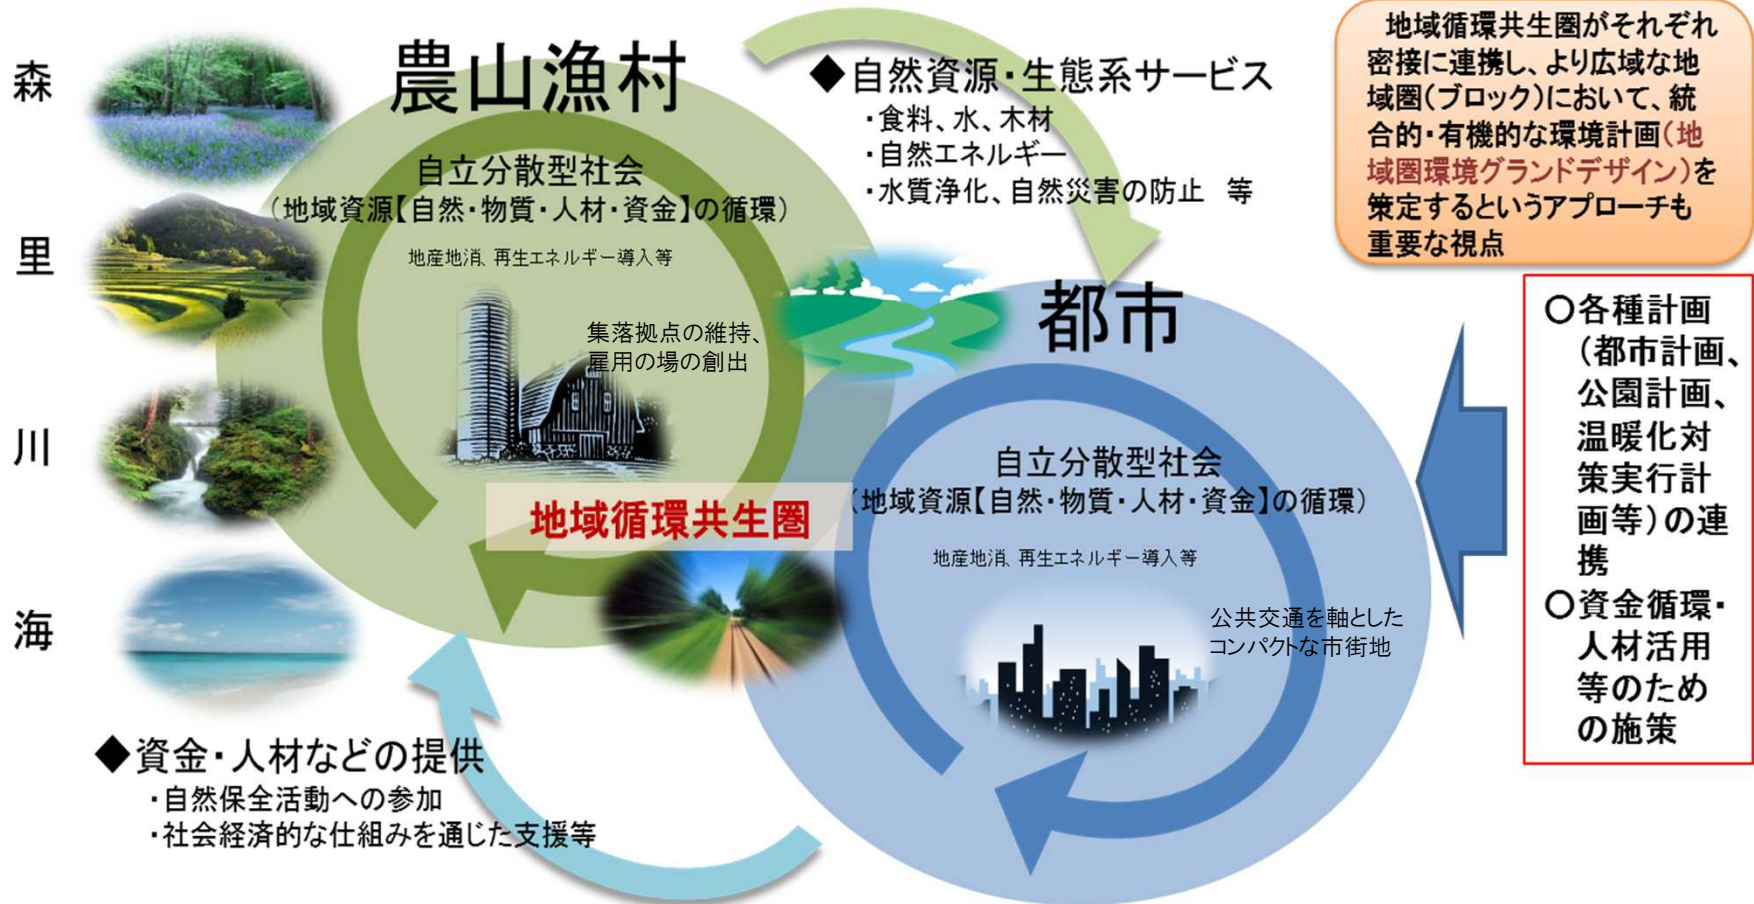 森
里
川
海
農山漁村
自立分散型社会
(地域資源【自然・物質・人材・資金】の循環)
地産地消、再生エネルギー導入等
集落拠点の維持、
雇用の場の創出
◆自然資源・生態系サービス
・食料、水、木材
・自然エネルギー
・水質浄化、自然災害の防止 等
都市
自立分散型社会
(地域資源【自然・物質・人材・資金】の循環)
地産地消、再生エネルギー導入等
公共交通を軸とした
コンパクトな市街地
地域循環共生圏
◆資金・人材などの提供
・自然保全活動への参加
・社会経済的な仕組みを通じた支援等
地域循環共生圏がそれぞれ
密接に連携し、より広域な地
域圏(ブロック)において、統
合的・有機的な環境計画(地
域圏環境グランドデザイン)を
策定するというアプローチも
重要な視点
○各種計画
(都市計画、
公園計画、
温暖化対
策実行計
画等)の連
携
○資金循環・
人材活用
等のため
の施策